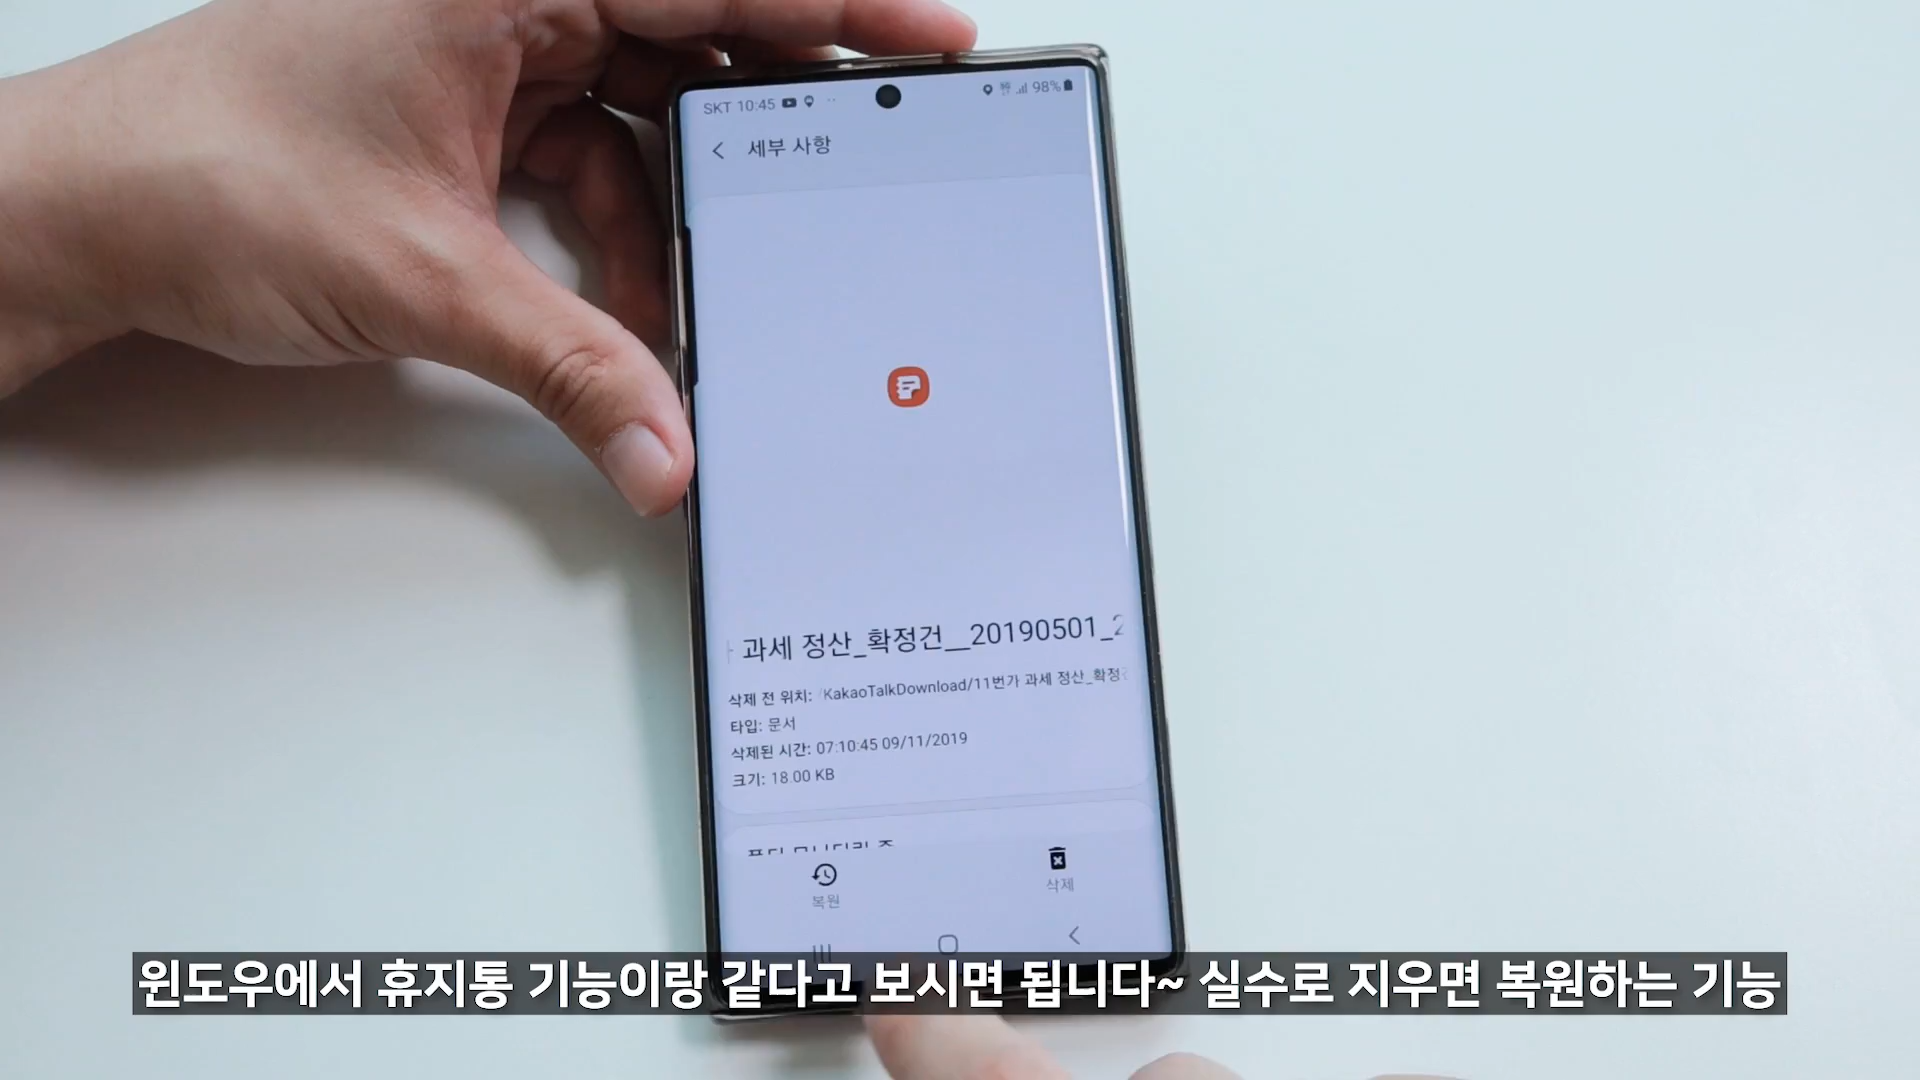 SKT 10:45
98%
세부 사항
과세 정산_확정건__20190501_2
삭제 전 위치: /KakaoTalkDownload/11번가 과세 정산_확정
타입: 문서
삭제된 시간: 07:10:45 09/11/2019
크기: 18.00 KB
복원
삭제
윈도우에서 휴지통 기능이랑 같다고 보시면 됩니다~ 실수로 지우면 복원하는 기능